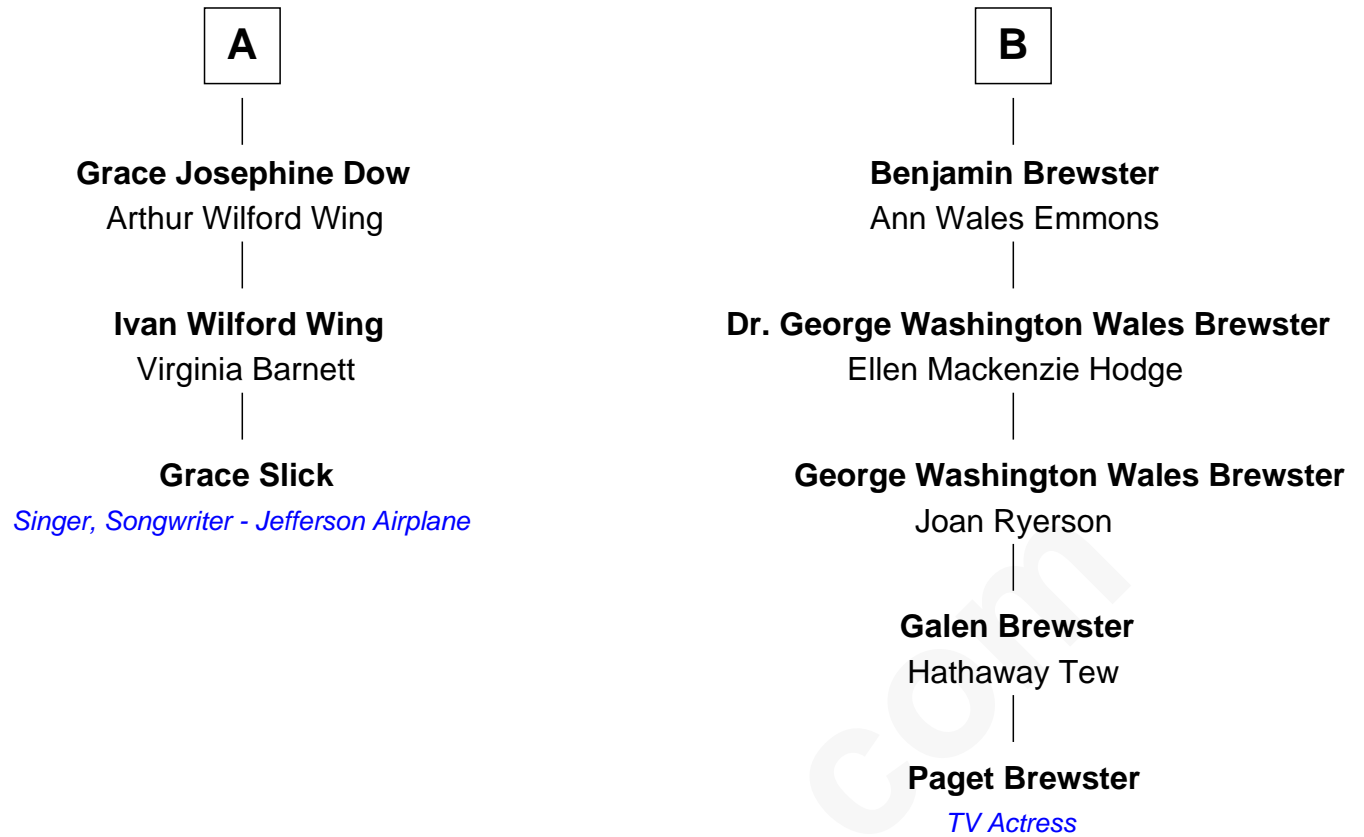 A
Grace Josephine Dow
Arthur Wilford Wing
Ivan Wilford Wing
Virginia Barnett
Grace Slick
Singer, Songwriter - Jefferson Airplane
B
Benjamin Brewster
Ann Wales Emmons
Dr. George Washington Wales Brewster
Ellen Mackenzie Hodge
George Washington Wales Brewster
Joan Ryerson
Galen Brewster
Hathaway Tew
Paget Brewster
TV Actress
com